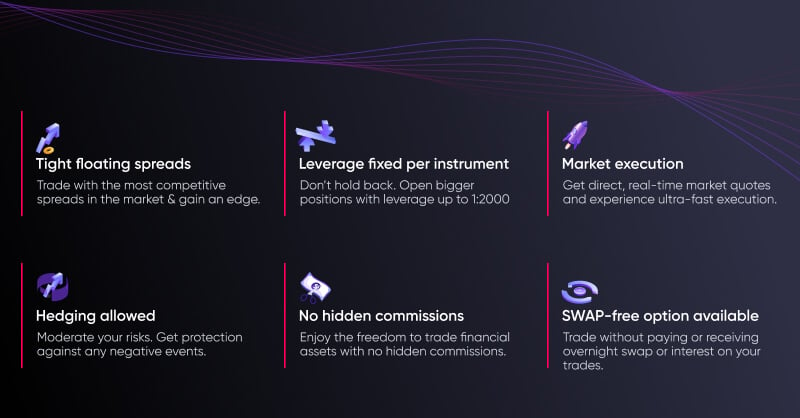 Tight floating spreads
Trade with the most competitive
spreads in the market & gain an edge.
Leverage fixed per instrument
Don't hold back. Open bigger
positions with leverage up to 1:2000
Market execution
Get direct, real-time market quotes
and experience ultra-fast execution.
Hedging allowed
Moderate your risks. Get protection
against any negative events.
No hidden commissions
Enjoy the freedom to trade financial
assets with no hidden commissions.
SWAP-free option available
Trade without paying or receiving
overnight swap or interest on your
trades.